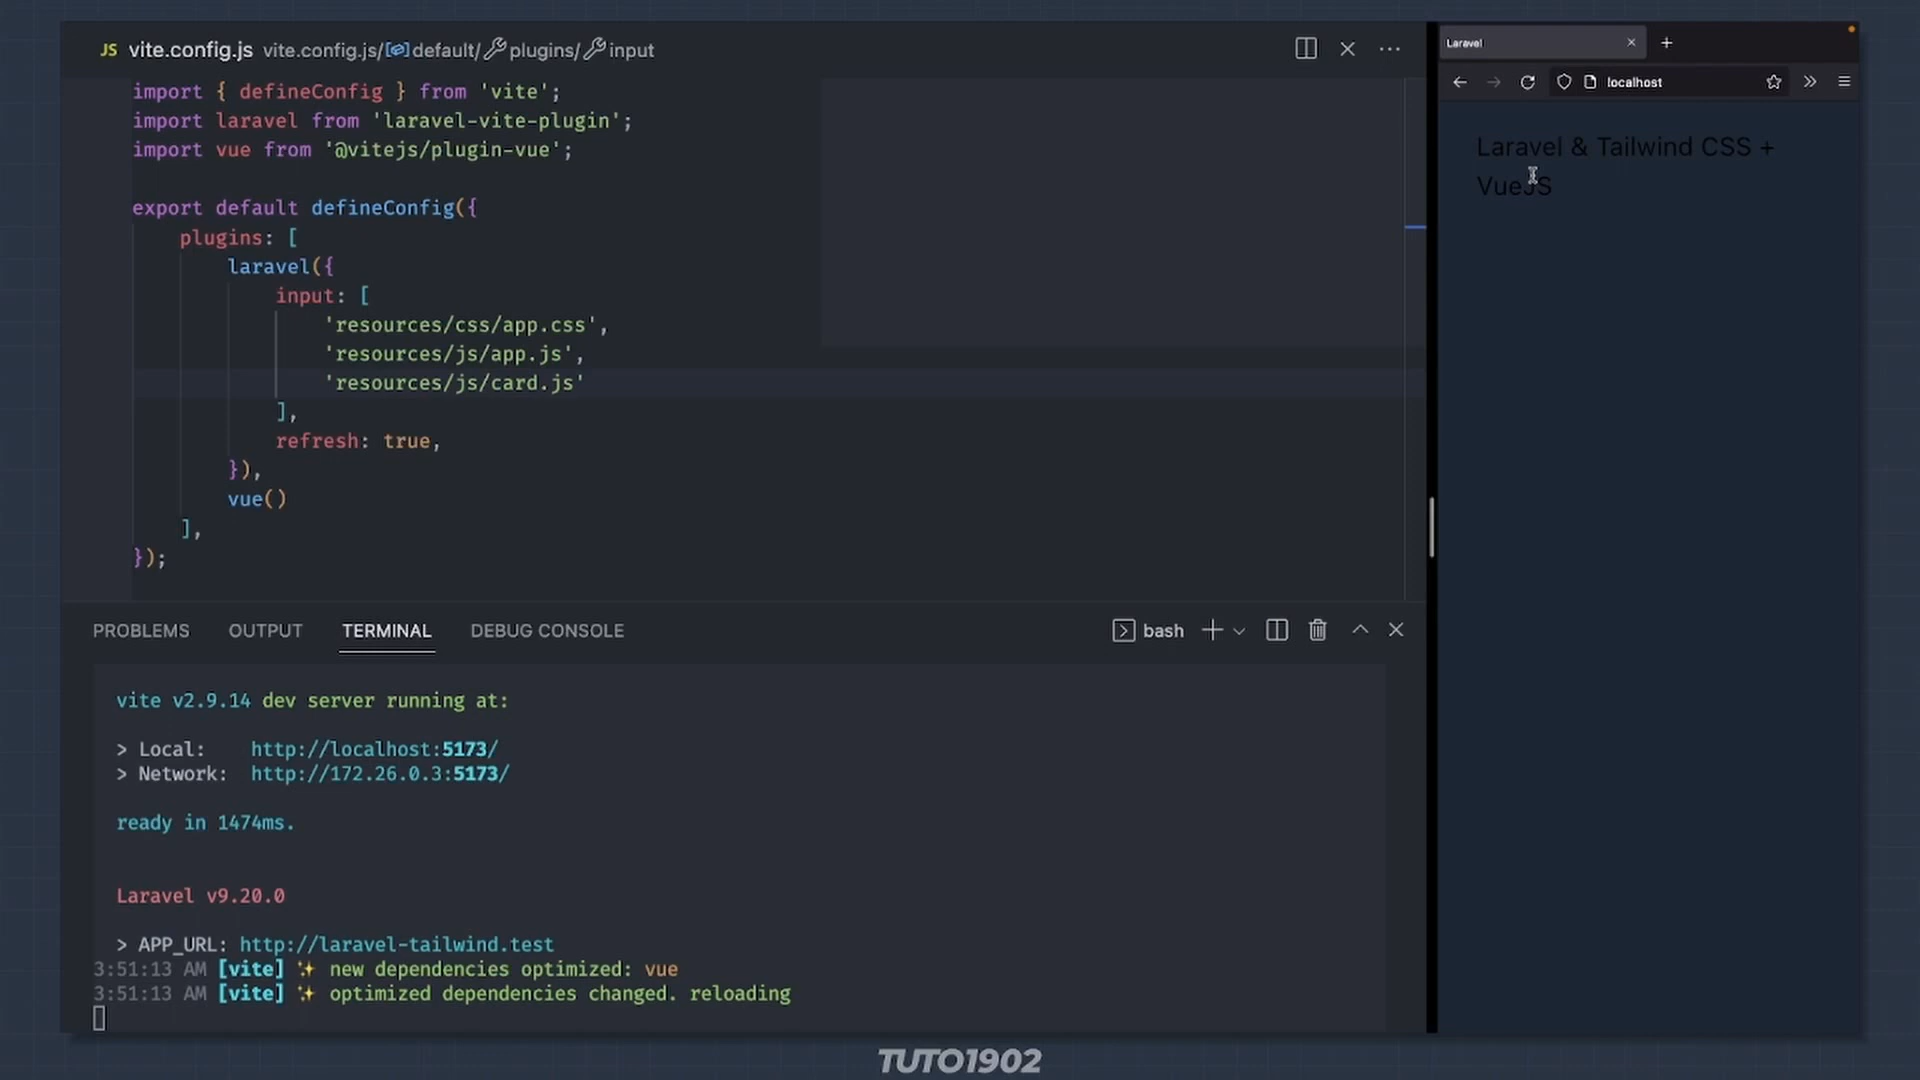 JS vite.config.js vite.config.js/default/plugins/input
import { defineConfig } from 'vite';
import laravel from 'laravel-vite-plugin';
import vue from '@vitejs/plugin-vue';
export default defineConfig({
    plugins: [
        laravel({
            input: [
                'resources/css/app.css',
                'resources/js/app.js',
                'resources/js/card.js'
            ],
            refresh: true,
        }),
        vue()
    ],
});
PROBLEMS OUTPUT TERMINAL DEBUG CONSOLE
bash
vite v2.9.14 dev server running at:
> Local: http://localhost:5173/
> Network: http://172.26.0.3:5173/
ready in 1474ms.
Laravel v9.20.0
> APP_URL: http://laravel-tailwind.test
3:51:13 AM [vite] ✨ new dependencies optimized: vue
3:51:13 AM [vite] ✨ optimized dependencies changed. reloading
Laravel
localhost
Laravel & Tailwind CSS +
VueJS
TUTO1902